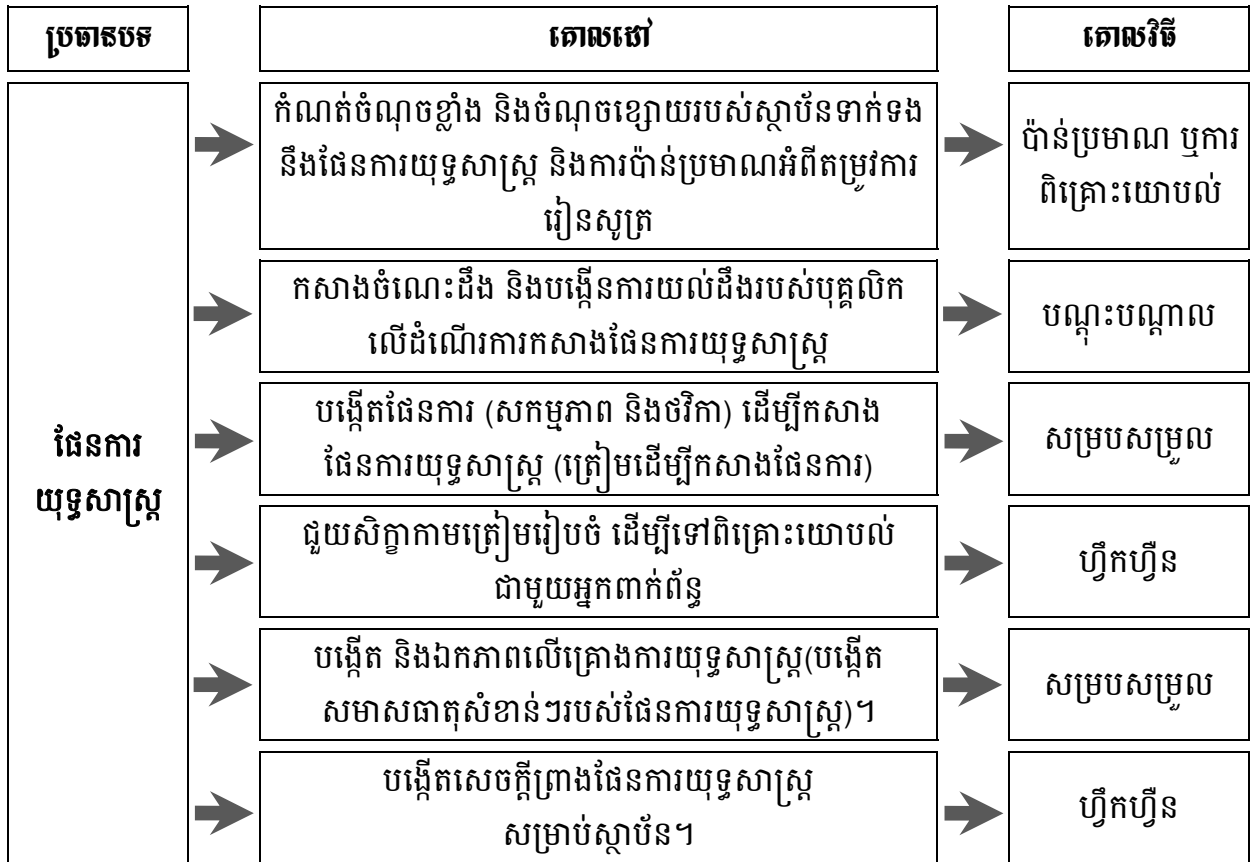 ប្រធានបទ
គោលដៅ
គោលវិធី
ផែនការ
យុទ្ធសាស្ត្រ
កំណត់ចំណុចខ្លាំង និងចំណុចខ្សោយរបស់ស្ថាប័នទាក់ទង
នឹងផែនការយុទ្ធសាស្ត្រ និងការប៉ាន់ប្រមាណអំពីតម្រូវការ
រៀនសូត្រ
ប៉ាន់ប្រមាណ ឬការ
ពិគ្រោះយោបល់
កសាងចំណេះដឹង និងបង្កើនការយល់ដឹងរបស់បុគ្គលិក
លើដំណើរការកសាងផែនការយុទ្ធសាស្ត្រ
បណ្តុះបណ្តាល
បង្កើតផែនការ (សកម្មភាព និងថវិកា) ដើម្បីកសាង
ផែនការយុទ្ធសាស្ត្រ (ត្រៀមដើម្បីកសាងផែនការ)
សម្របសម្រួល
ជួយសិក្ខាកាមត្រៀមរៀបចំ ដើម្បីទៅពិគ្រោះយោបល់
ជាមួយអ្នកពាក់ព័ន្ធ
ហ្វឹកហ្វឺន
បង្កើត និងឯកភាពលើគ្រោងការយុទ្ធសាស្ត្រ(បង្កើត
សមាសធាតុសំខាន់ៗរបស់ផែនការយុទ្ធសាស្ត្រ)។
សម្របសម្រួល
បង្កើតសេចក្តីព្រាងផែនការយុទ្ធសាស្ត្រ
សម្រាប់ស្ថាប័ន។
ហ្វឹកហ្វឺន